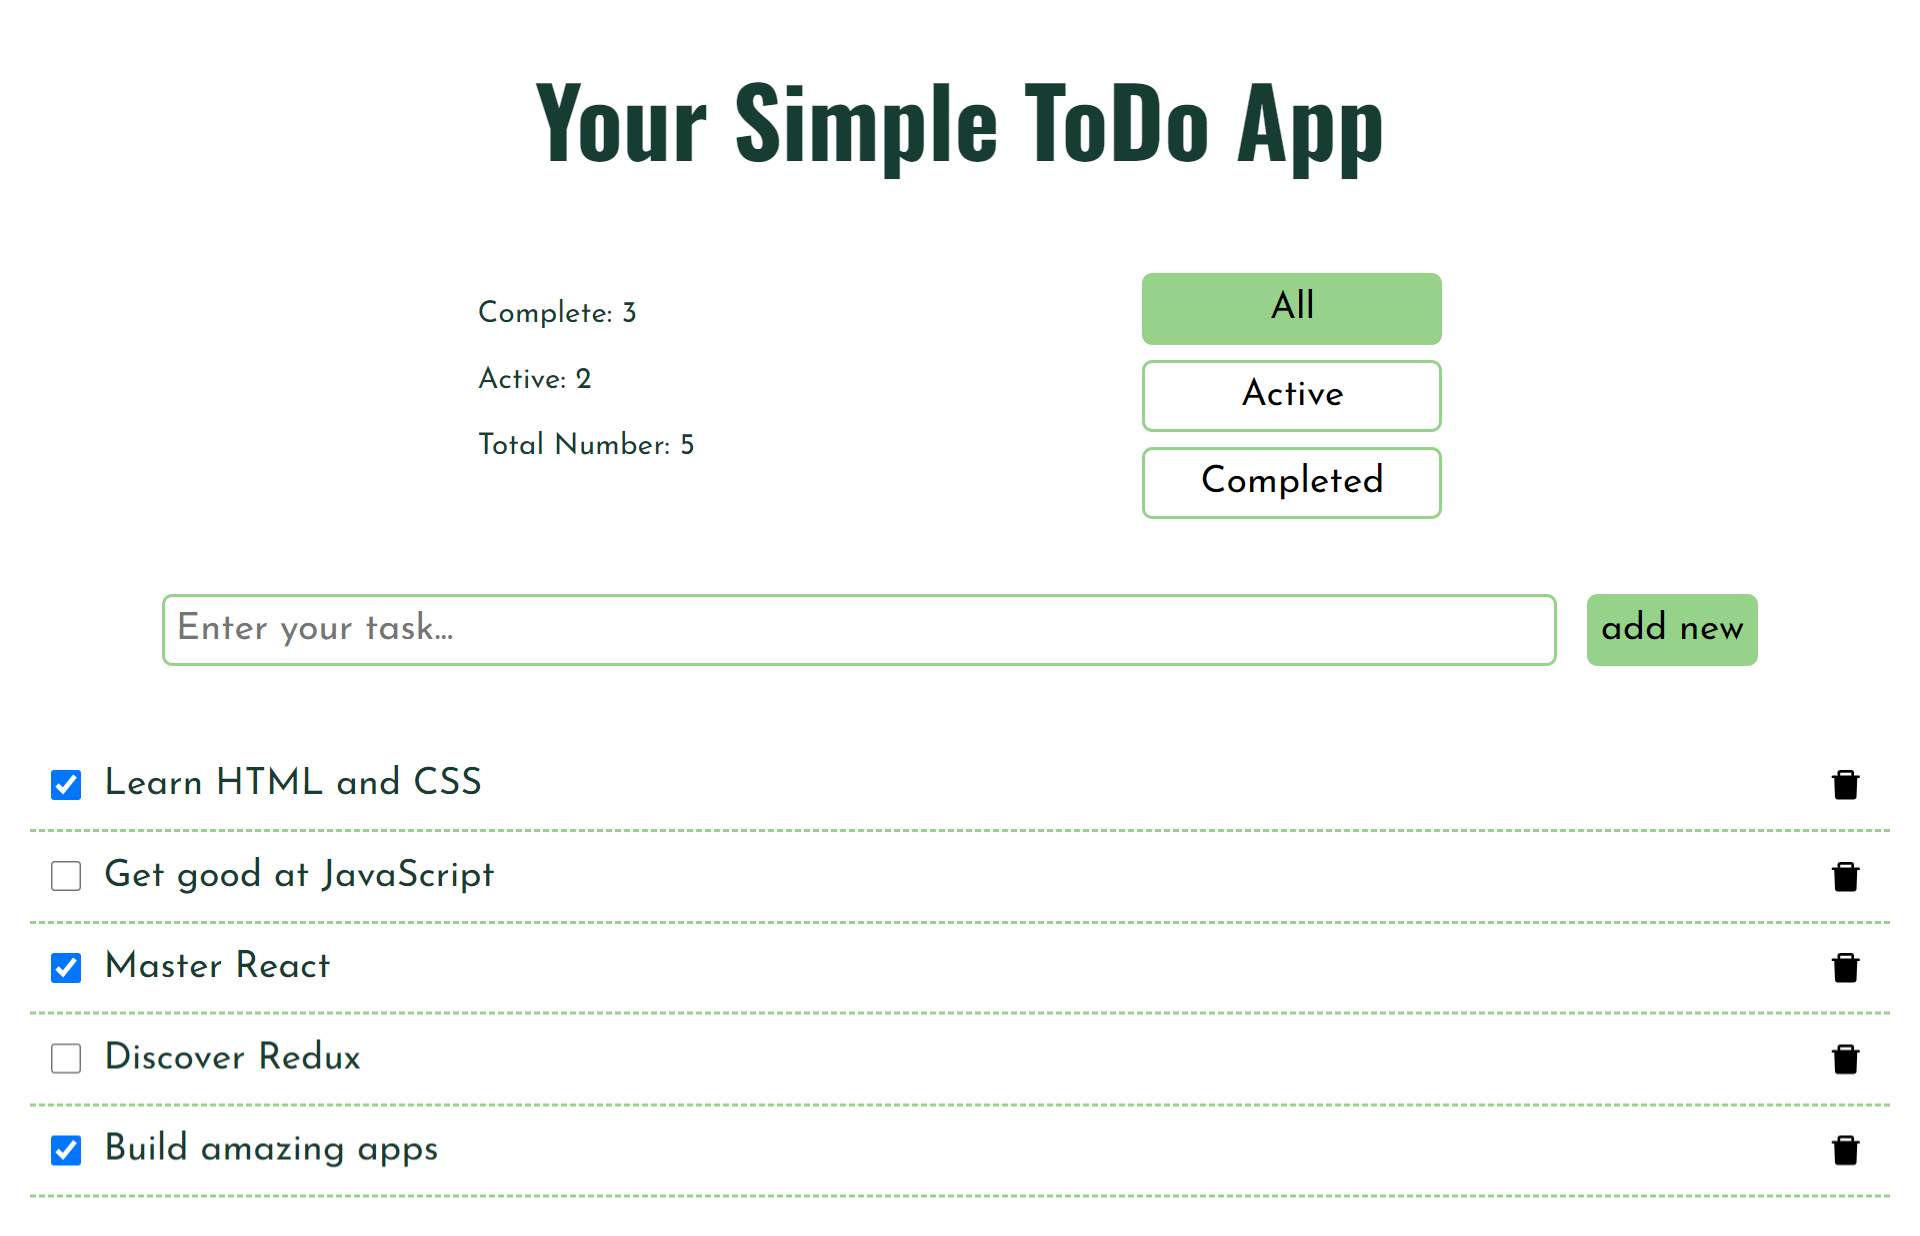 Your Simple ToDo App
Complete: 3
Active: 2
Total Number: 5
All
Active
Completed
Enter your task...
add new
Learn HTML and CSS
Get good at JavaScript
Master React
Discover Redux
Build amazing apps